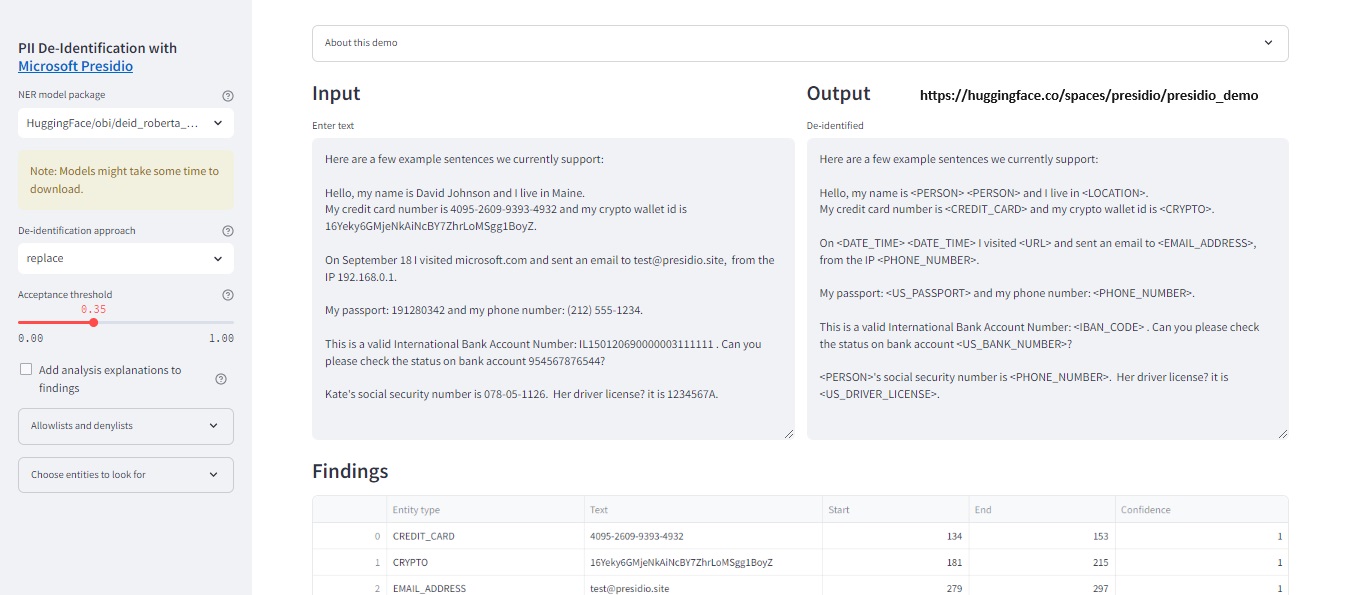 PII De-Identification with
Microsoft Presidio
NER model package
HuggingFace/obi/deid_roberta_...
Note: Models might take some time to
download.
De-identification approach
replace
Acceptance threshold
0.35
0.00 1.00
Add analysis explanations to
findings
Allowlists and denylists
Choose entities to look for
About this demo
Input
Enter text
Here are a few example sentences we currently support:
Hello, my name is David Johnson and I live in Maine.
My credit card number is 4095-2609-9393-4932 and my crypto wallet id is
16Yeky6GMjeNkAiNcBY7ZhrLoMSgg1BoyZ.
On September 18 I visited microsoft.com and sent an email to test@presidio.site,  from the
IP 192.168.0.1.
My passport: 191280342 and my phone number: (212) 555-1234.
This is a valid International Bank Account Number: IL150120690000003111111 . Can you
please check the status on bank account 954567876544?
Kate's social security number is 078-05-1126.  Her driver license? it is 1234567A.
Output
https://huggingface.co/spaces/presidio/presidio_demo
De-identified
Here are a few example sentences we currently support:
Hello, my name is <PERSON> <PERSON> and I live in <LOCATION>.
My credit card number is <CREDIT_CARD> and my crypto wallet id is <CRYPTO>.
On <DATE_TIME> <DATE_TIME> I visited <URL> and sent an email to <EMAIL_ADDRESS>,
from the IP <PHONE_NUMBER>.
My passport: <US_PASSPORT> and my phone number: <PHONE_NUMBER>.
This is a valid International Bank Account Number: <IBAN_CODE> . Can you please check
the status on bank account <US_BANK_NUMBER>?
<PERSON>'s social security number is <PHONE_NUMBER>.  Her driver license? it is
<US_DRIVER_LICENSE>.
Findings
Entity type Text Start End Confidence
0 CREDIT_CARD 4095-2609-9393-4932 134 153 1
1 CRYPTO 16Yeky6GMjeNkAiNcBY7ZhrLoMSgg1BoyZ 181 215 1
2 EMAIL_ADDRESS test@presidio.site 279 297 1